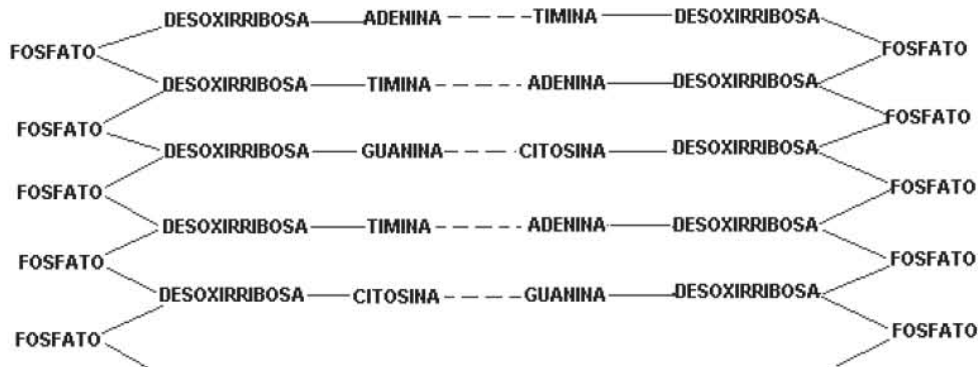 DESOXIRRIBOSA ADENINA TIMINA DESOXIRRIBOSA
FOSFATO FOSFATO
DESOXIRRIBOSA TIMINA ADENINA DESOXIRRIBOSA
FOSFATO FOSFATO
DESOXIRRIBOSA GUANINA CITOSINA DESOXIRRIBOSA
FOSFATO FOSFATO
DESOXIRRIBOSA TIMINA ADENINA DESOXIRRIBOSA
FOSFATO FOSFATO
DESOXIRRIBOSA CITOSINA GUANINA DESOXIRRIBOSA
FOSFATO FOSFATO